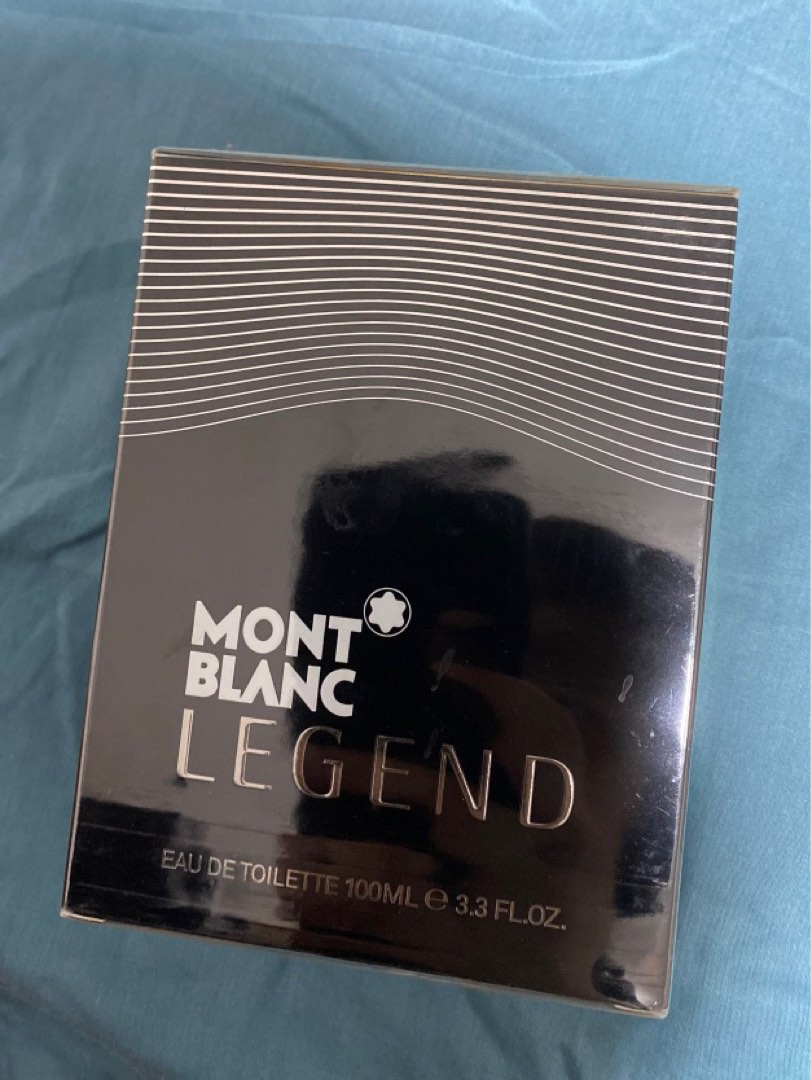 MONT
BLANC
LEGEND
EAU DE TOILETTE 100ML ℮ 3.3 FL.OZ.